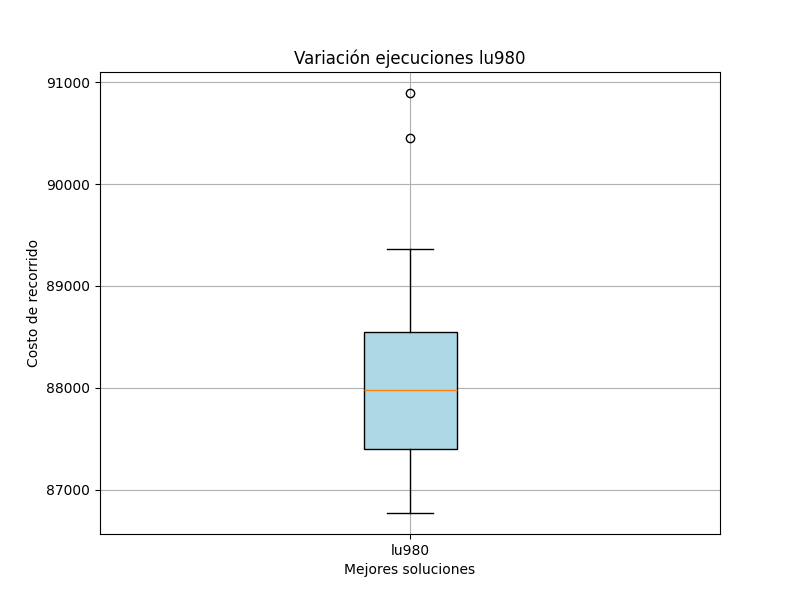 Variación ejecuciones lu980
91000
90000
89000
88000
87000
Costo de recorrido
lu980
Mejores soluciones